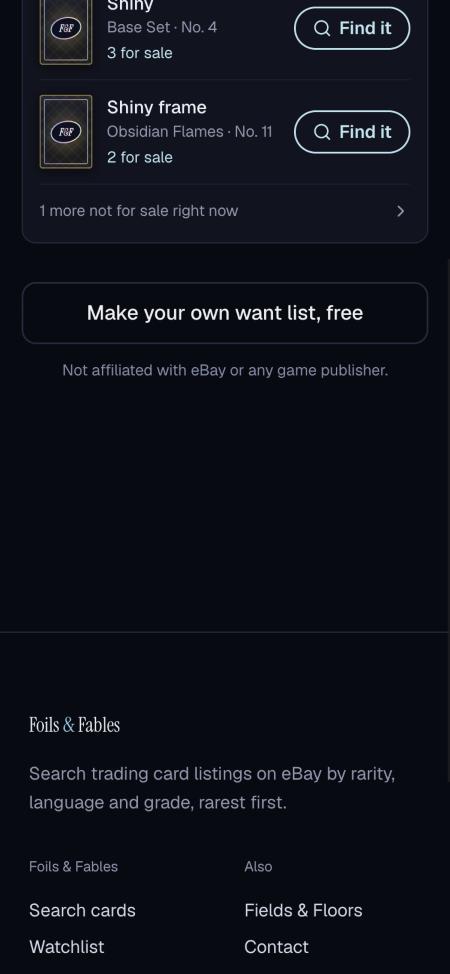 Shiny
Base Set · No. 4
3 for sale
Find it
F&F
Shiny frame
Obsidian Flames · No. 11
2 for sale
Find it
F&F
1 more not for sale right now
Make your own want list, free
Not affiliated with eBay or any game publisher.
Foils & Fables
Search trading card listings on eBay by rarity,
language and grade, rarest first.
Foils & Fables
Also
Search cards
Fields & Floors
Watchlist
Contact